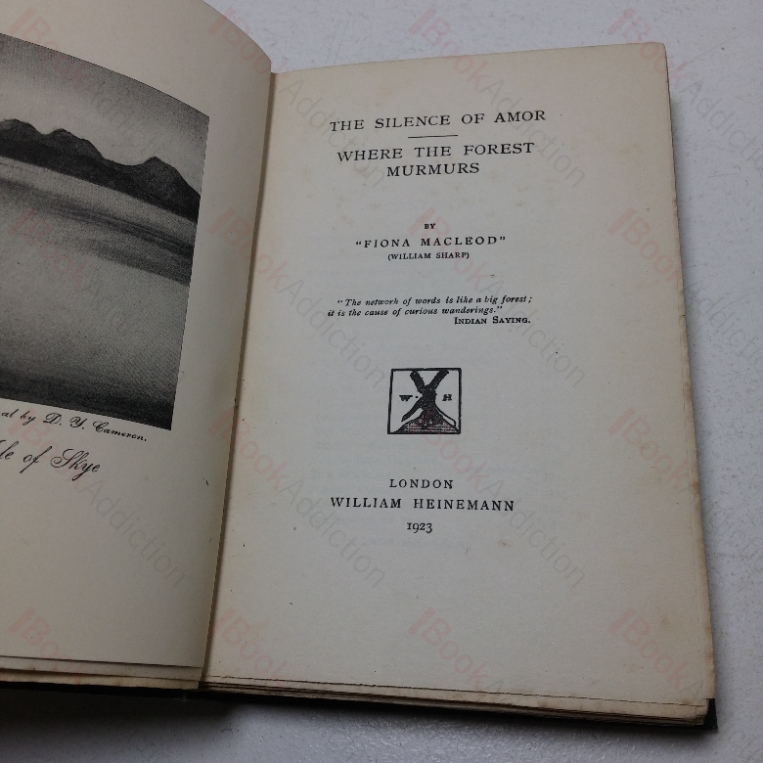 at by D. Y. Cameron.
of Skye
THE SILENCE OF AMOR
WHERE THE FOREST
MURMURS
BY
"FIONA MACLEOD"
(WILLIAM SHARP)
"The network of words is like a big forest;
it is the cause of curious wanderings."
INDIAN SAYING.
W H
LONDON
WILLIAM HEINEMANN
1923
BookAddiction